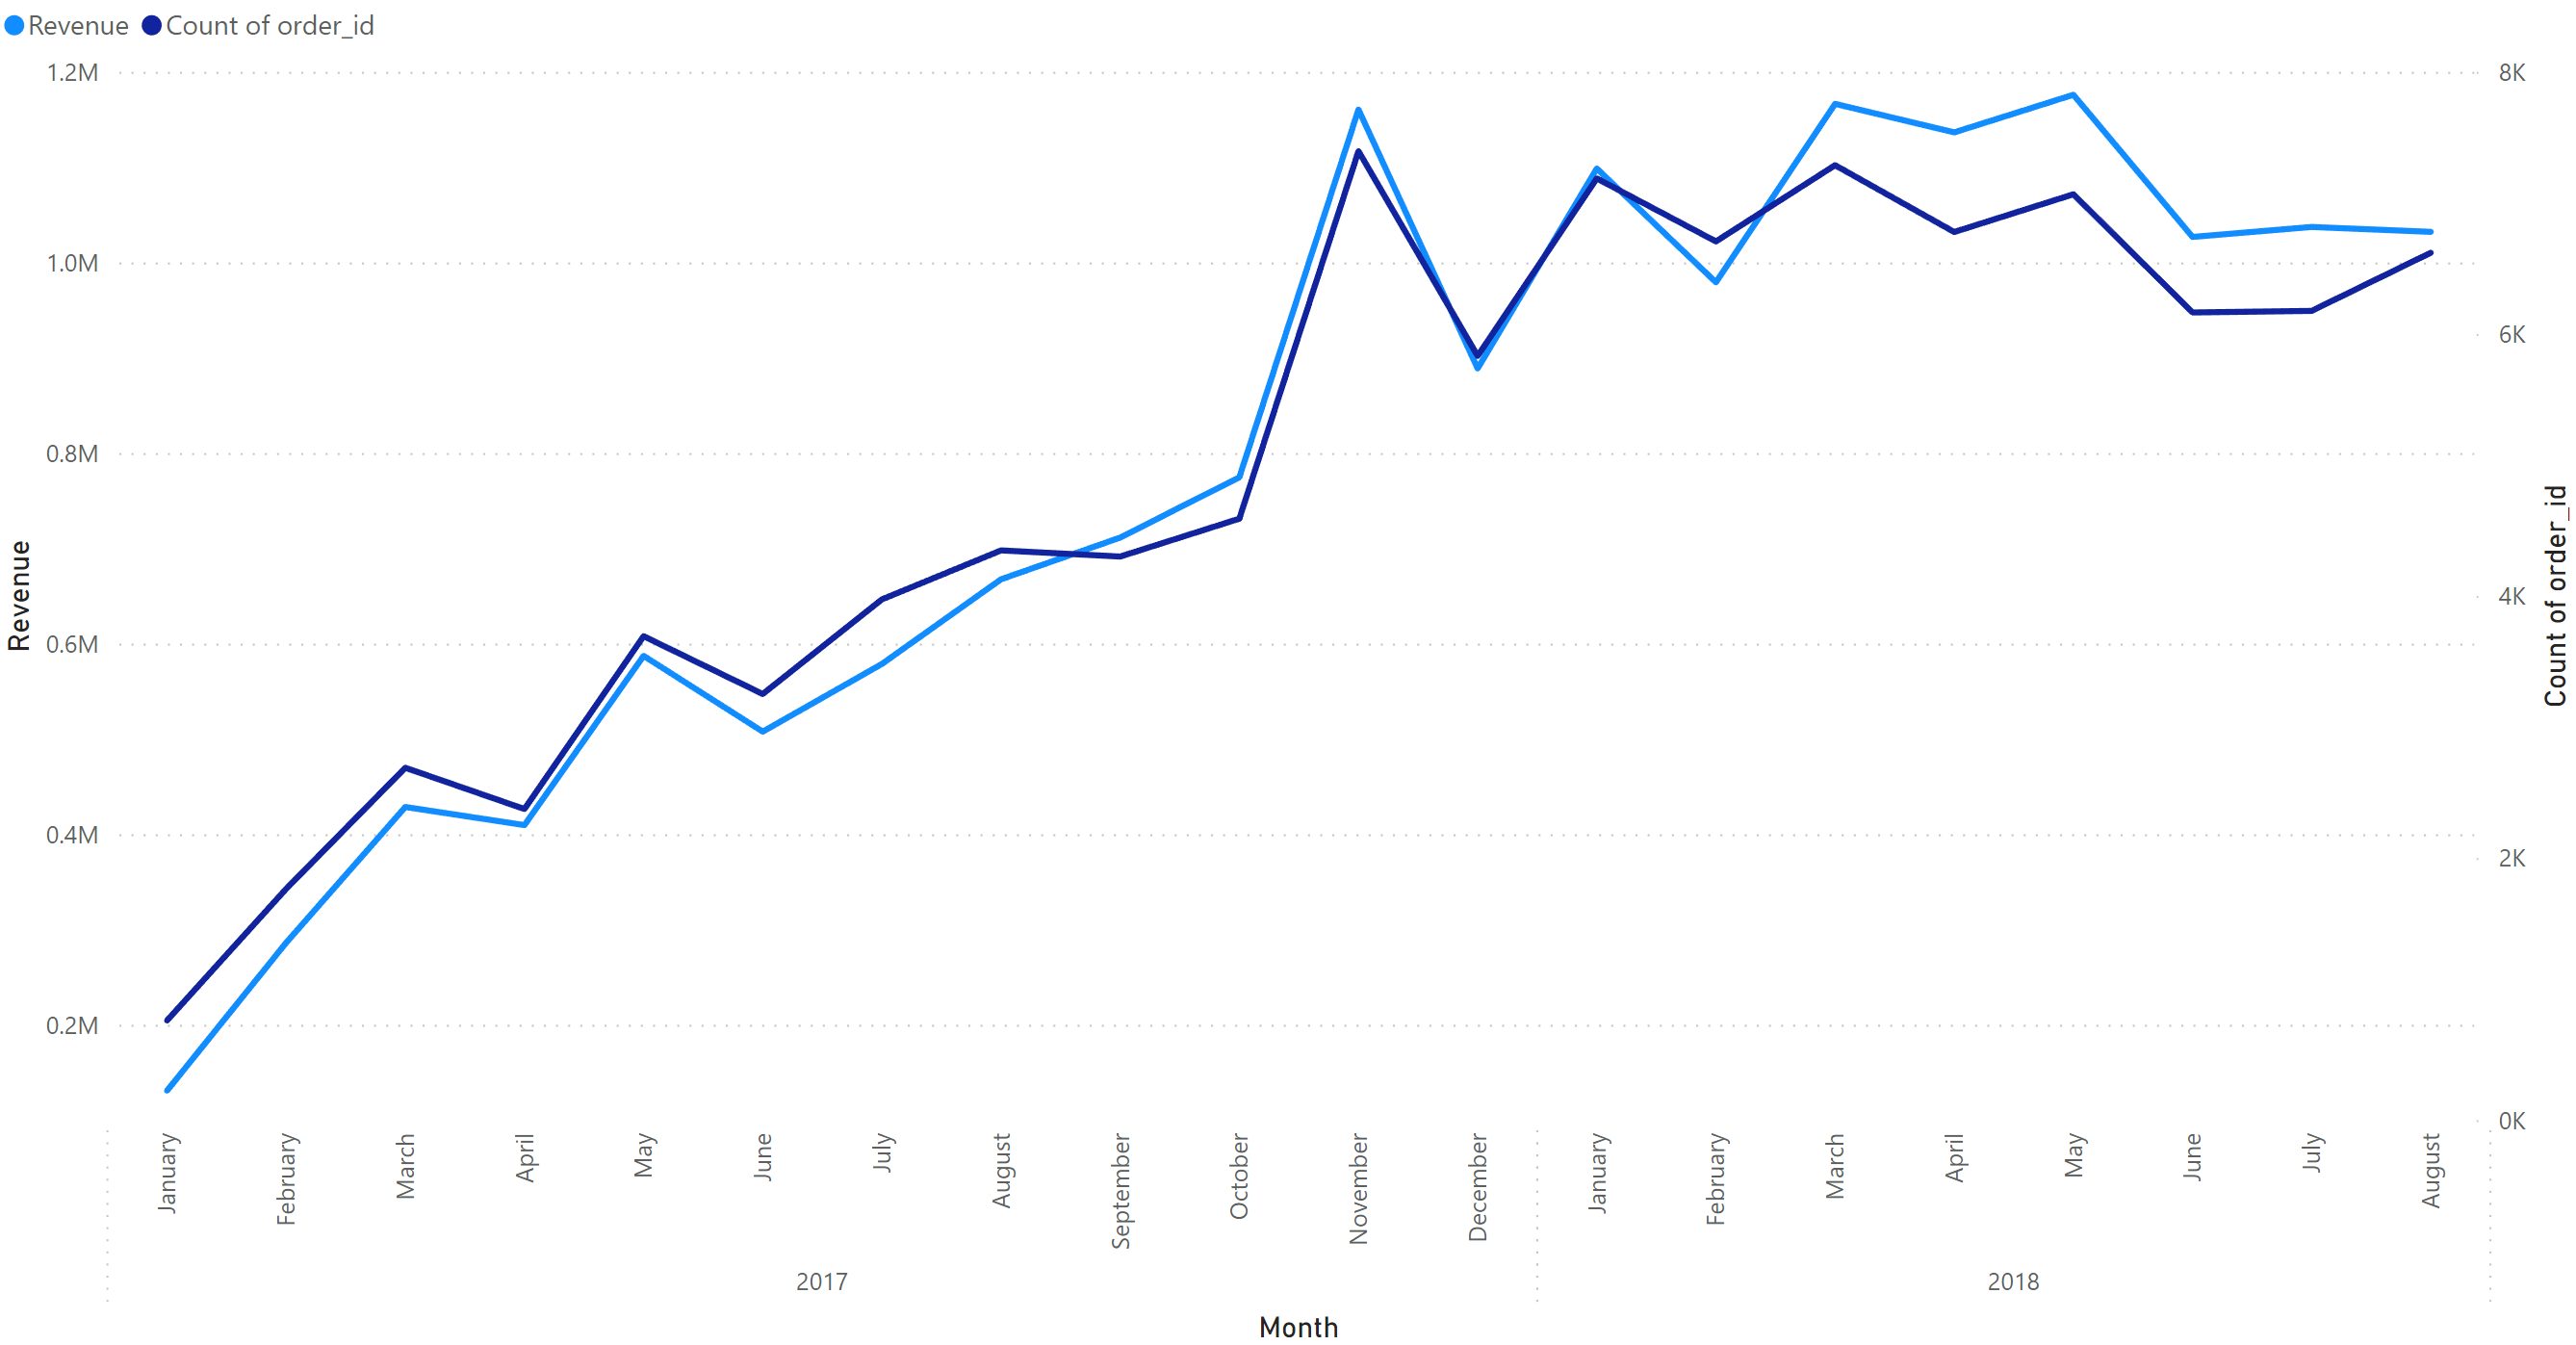 Revenue Count of order_id
1.2M
1.0M
0.8M
0.6M
0.4M
0.2M
Revenue
8K
6K
4K
2K
0K
Count of order_id
January
February
March
April
May
June
July
August
September
October
November
December
January
February
March
April
May
June
July
August
2017
2018
Month